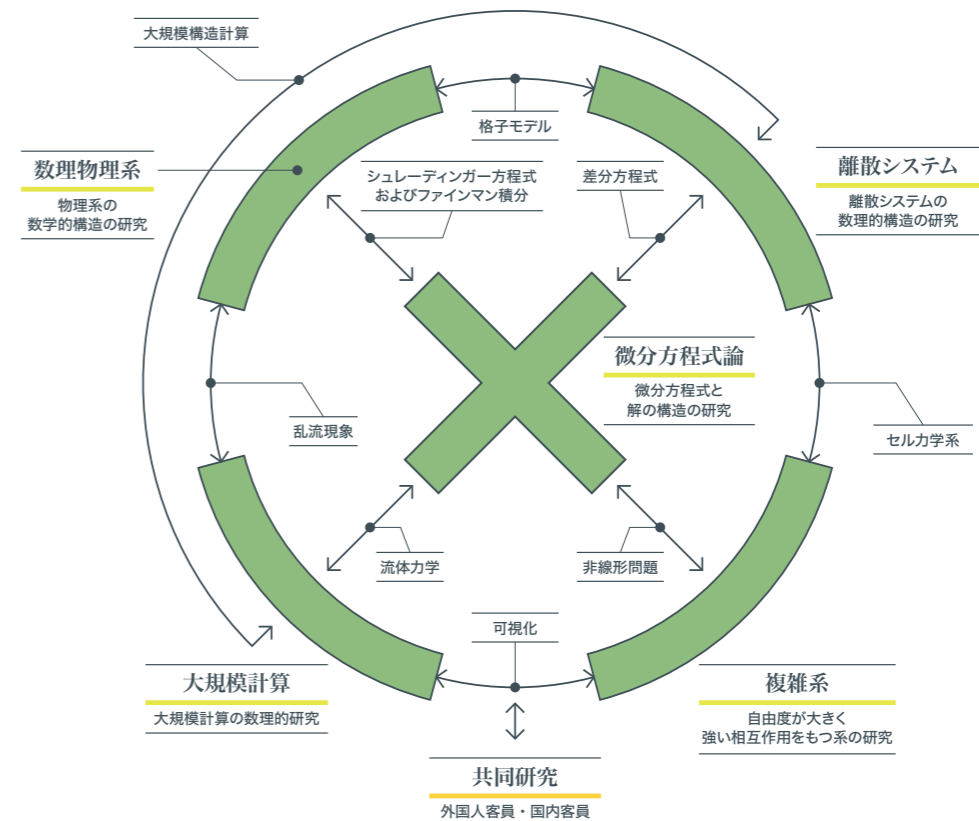 大規模構造計算
格子モデル
数理物理系
物理系の
数学的構造の研究
シュレーディンガー方程式
およびファインマン積分
差分方程式
離散システム
離散システムの
数理的構造の研究
微分方程式論
微分方程式と
解の構造の研究
乱流現象
セル力学系
流体力学
非線形問題
可視化
大規模計算
大規模計算の数理的研究
複雑系
自由度が大きく
強い相互作用をもつ系の研究
共同研究
外国人客員・国内客員